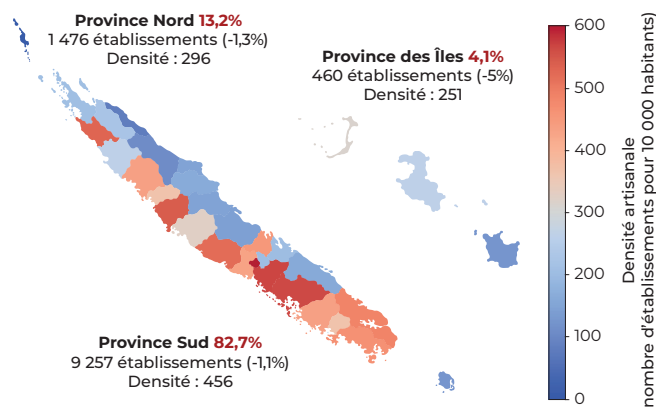 Province Nord 13,2%
1 476 établissements (-1,3%)
Densité : 296
Province des Îles 4,1%
460 établissements (-5%)
Densité : 251
Province Sud 82,7%
9 257 établissements (-1,1%)
Densité : 456
600
500
400
300
200
100
0
Densité artisanale
nombre d'établissements pour 10 000 habitants)